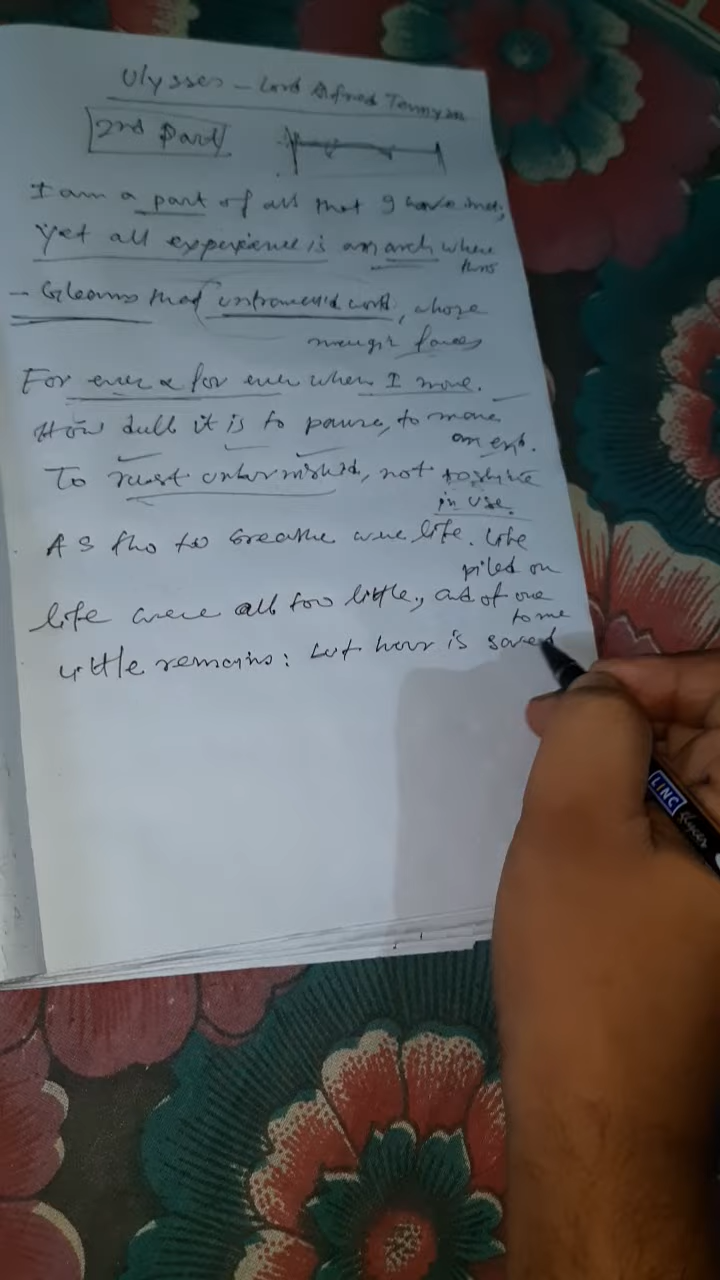 Ulysses - Lord Alfred Tennyson
2nd Part
I am a part of all that I have met;
Yet all experience is an arch where
thro'
- Gleams that untravell'd world, whose
margin fades
For ever & for ever when I move.
How dull it is to pause, to make
an end.
To rust unburnished, not to shine
in use.
As tho to breathe were life. Life
piled on
life were all too little, and of one
to me
little remains: but hour is saved
LINC